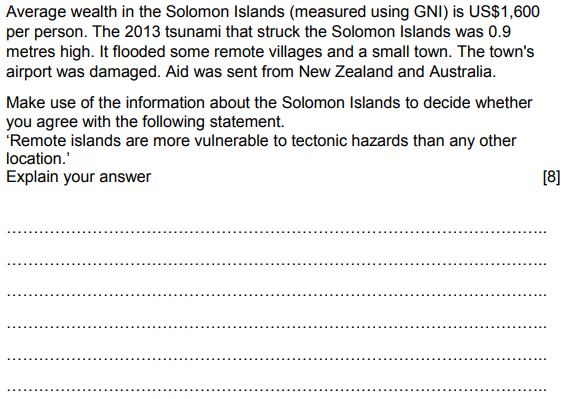 Average wealth in the Solomon Islands (measured using GNI) is US$1,600
per person. The 2013 tsunami that struck the Solomon Islands was 0.9
metres high. It flooded some remote villages and a small town. The town's
airport was damaged. Aid was sent from New Zealand and Australia.
Make use of the information about the Solomon Islands to decide whether
you agree with the following statement.
‘Remote islands are more vulnerable to tectonic hazards than any other
location.’
Explain your answer [8]